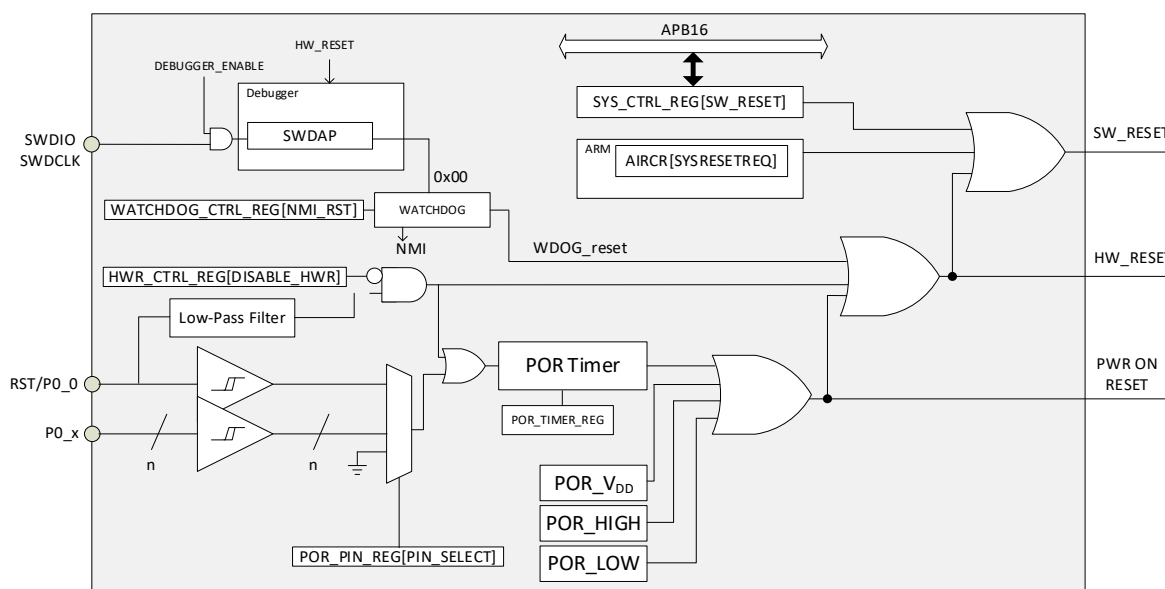 APB16
HW_RESET
DEBUGGER_ENABLE
Debugger
SWDAP
SYS_CTRL_REG[SW_RESET]
SWDIO
SWDCLK
SW_RESET
ARM
AIRCR[SYSRESETREQ]
0x00
WATCHDOG_CTRL_REG[NMI_RST]
WATCHDOG
NMI
WDOG_reset
HW_RESET
HWR_CTRL_REG[DISABLE_HWR]
Low-Pass Filter
RST/P0_0
POR Timer
PWR ON
RESET
POR_TIMER_REG
P0_x
n
n
POR_VDD
POR_HIGH
POR_PIN_REG[PIN_SELECT]
POR_LOW